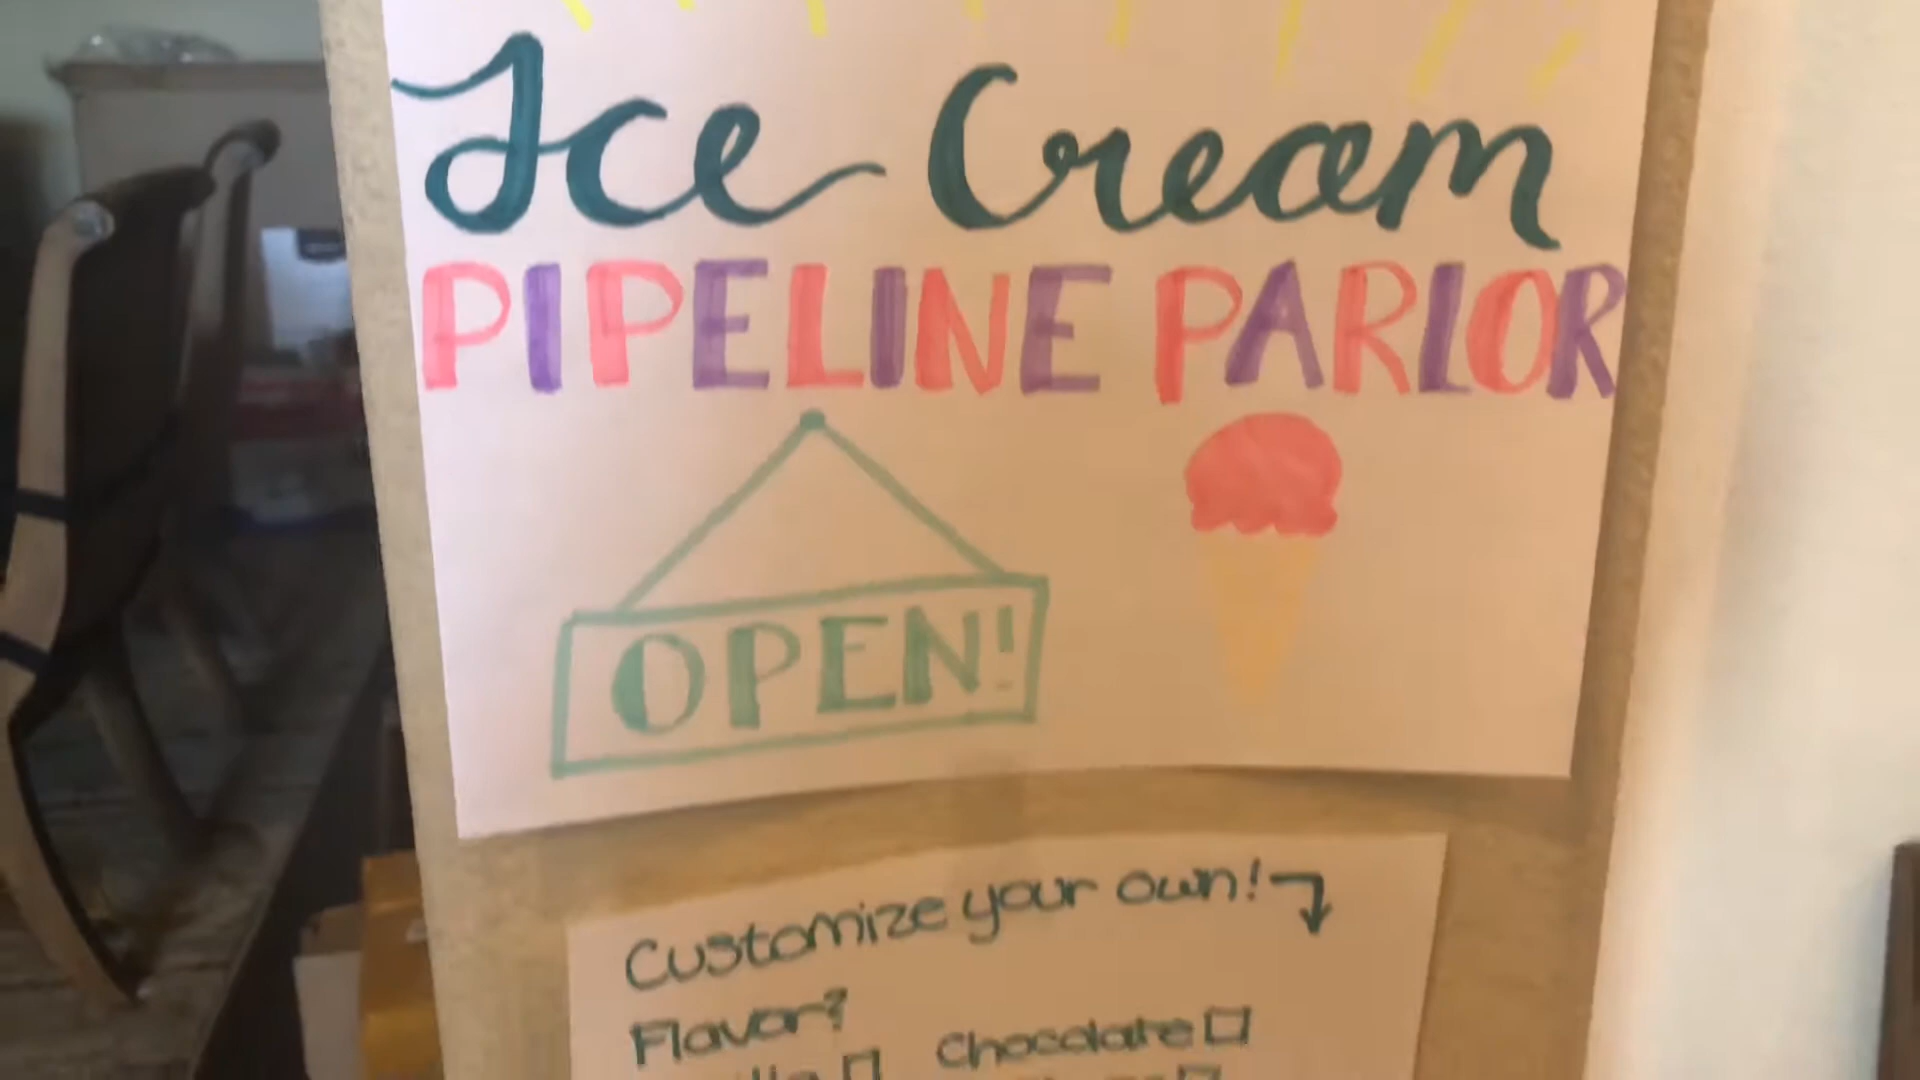 Ice Cream
PIPELINE PARLOR
OPEN!
Customize your own!
Flavor?
Chocolate